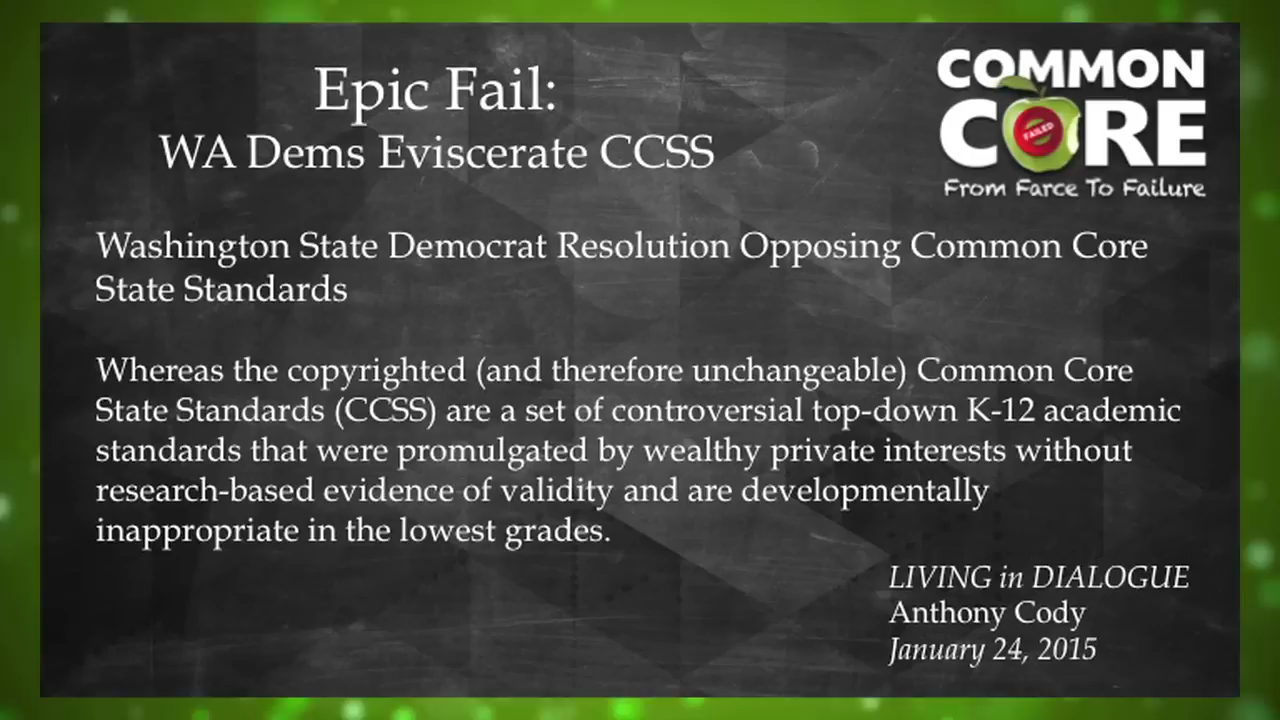 Epic Fail:
WA Dems Eviscerate CCSS
COMMON
CORE
FAILED
From Farce To Failure
Washington State Democrat Resolution Opposing Common Core
State Standards
Whereas the copyrighted (and therefore unchangeable) Common Core
State Standards (CCSS) are a set of controversial top-down K-12 academic
standards that were promulgated by wealthy private interests without
research-based evidence of validity and are developmentally
inappropriate in the lowest grades.
LIVING in DIALOGUE
Anthony Cody
January 24, 2015